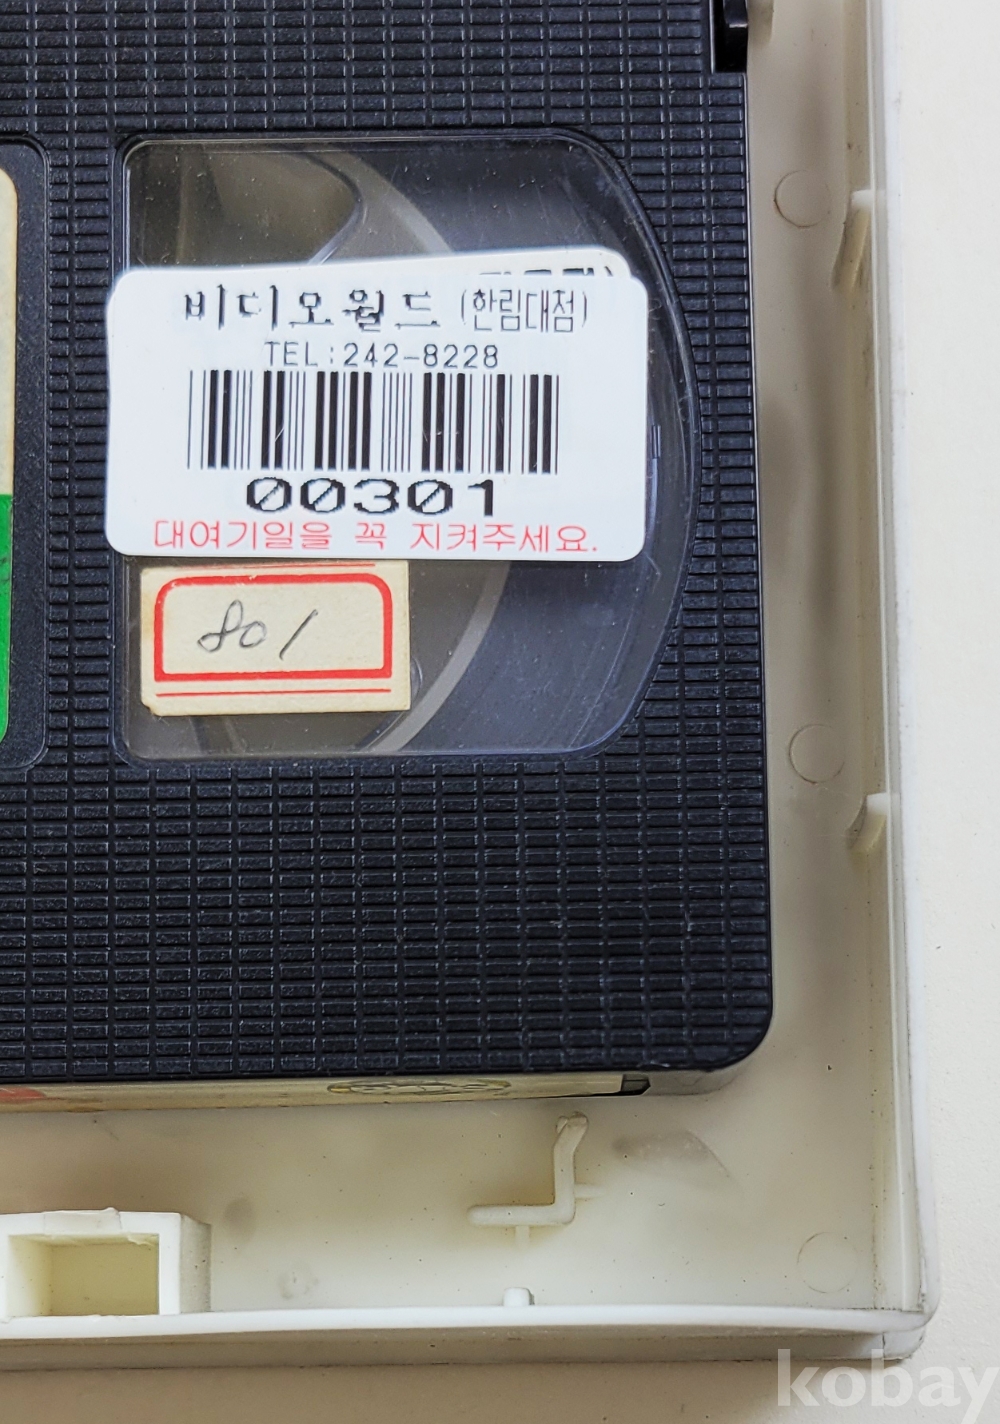 비디오월드 (한림대점)
TEL:242-8228
00301
대여기일을 꼭 지켜주세요.
801
kobay